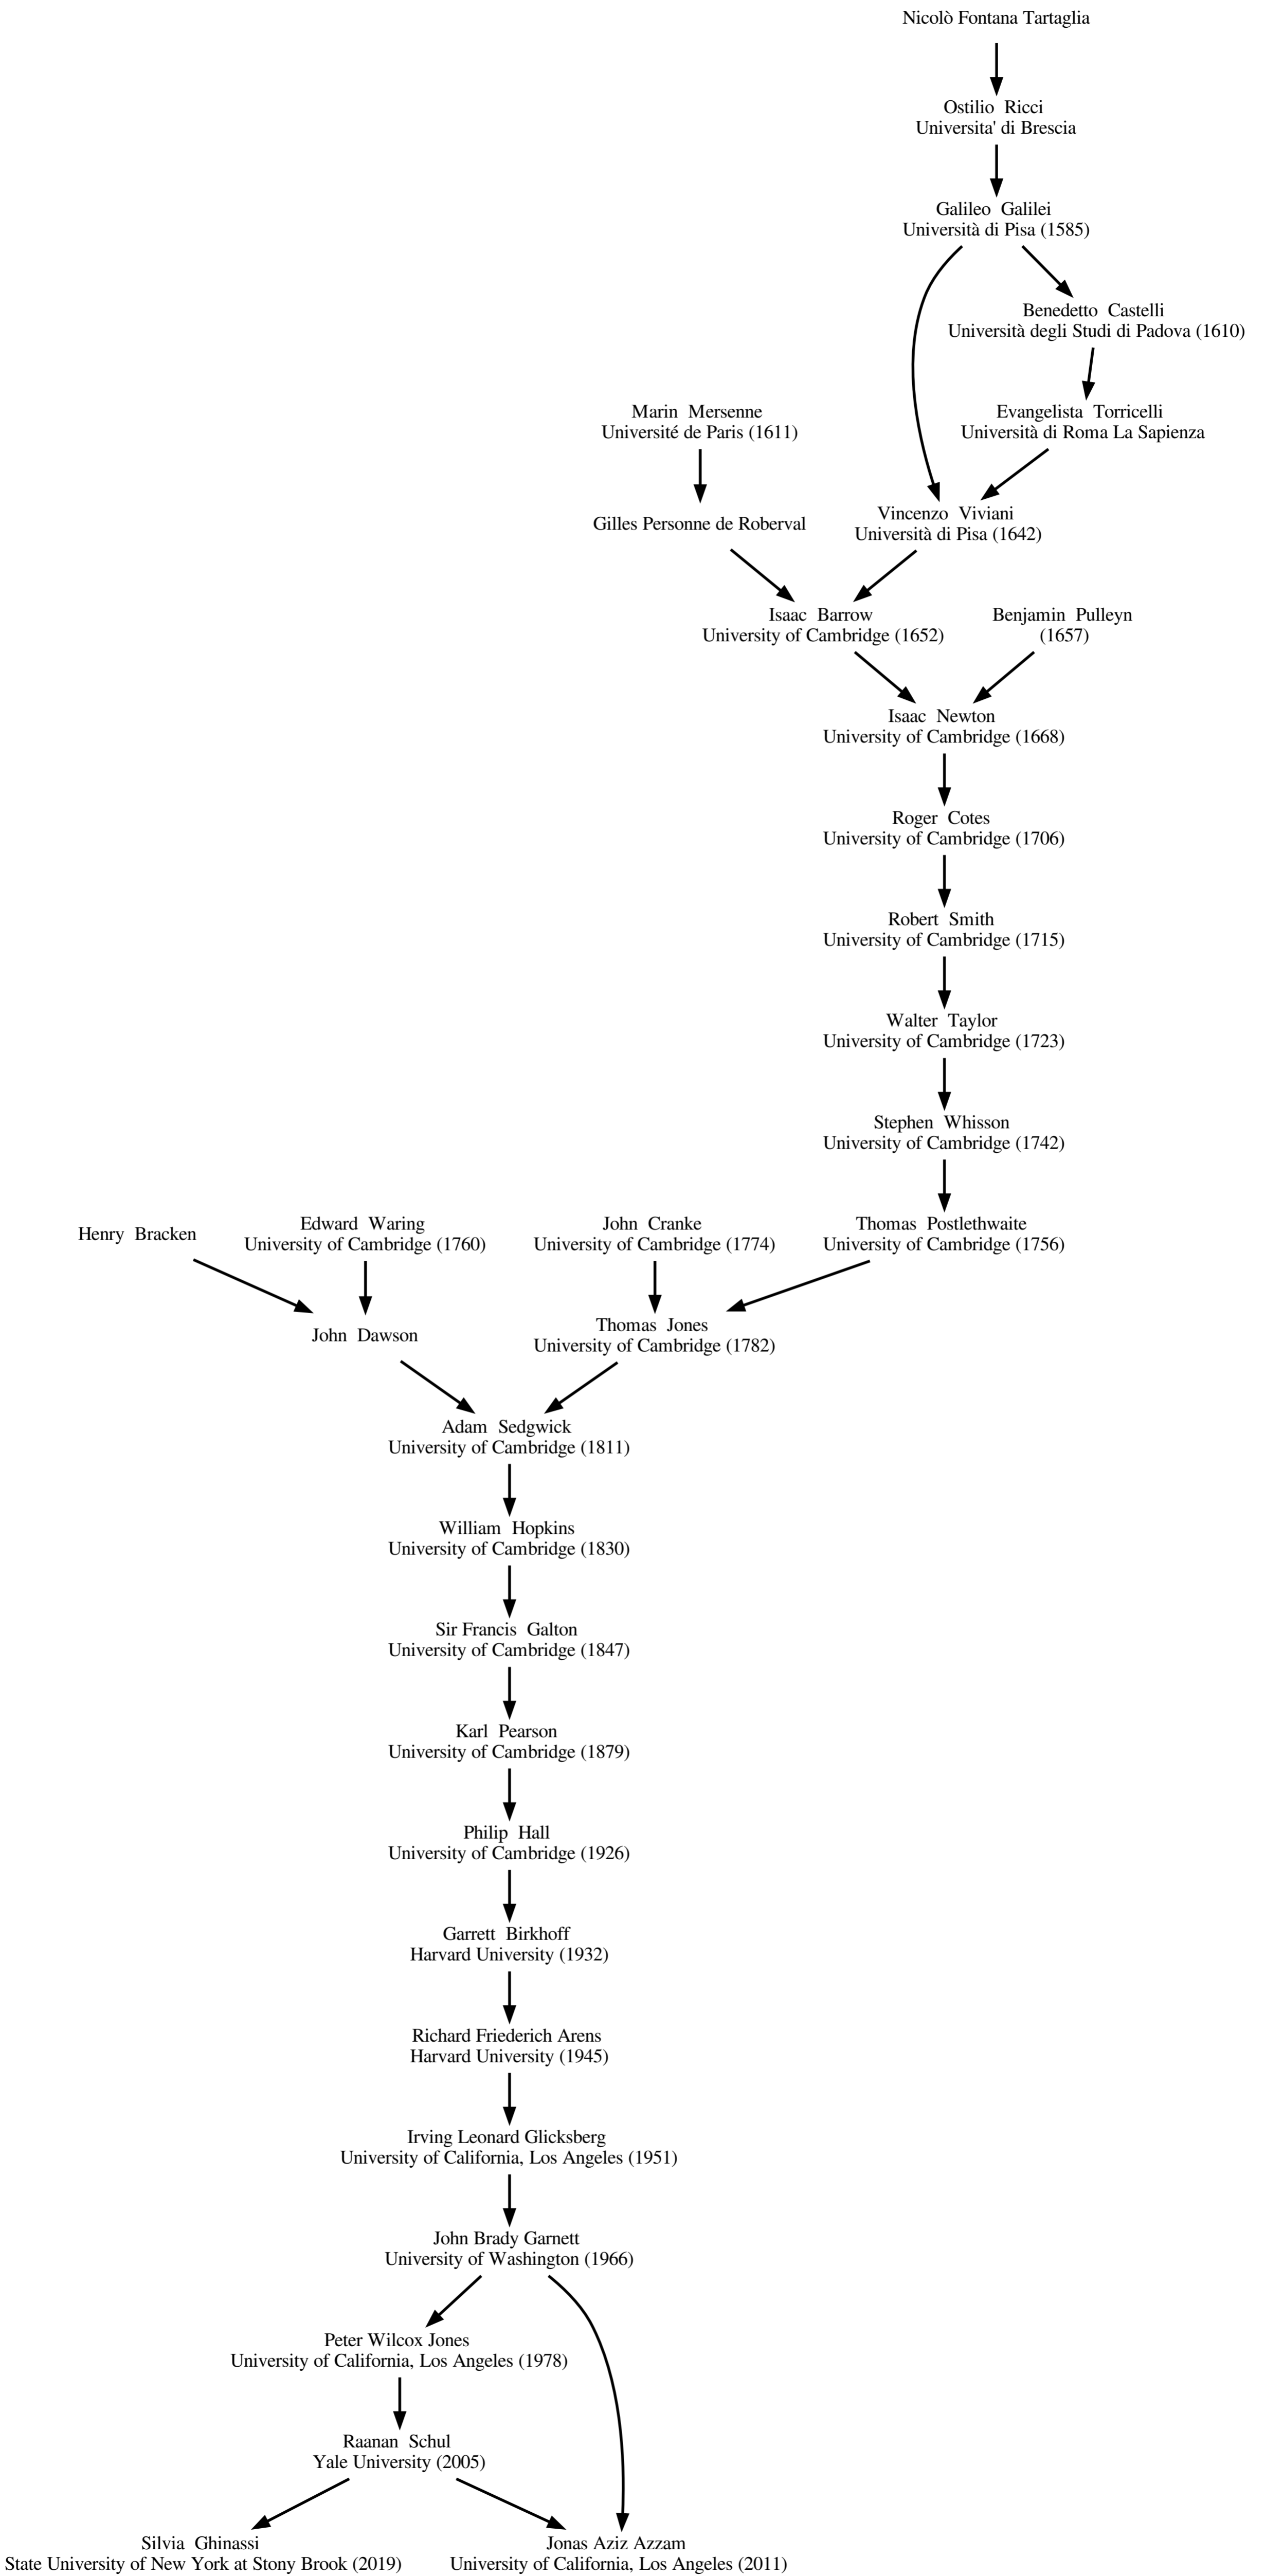 Nicolò Fontana Tartaglia
Ostilio Ricci
Universita' di Brescia
Galileo Galilei
Università di Pisa (1585)
Benedetto Castelli
Università degli Studi di Padova (1610)
Marin Mersenne
Université de Paris (1611)
Evangelista Torricelli
Università di Roma La Sapienza
Gilles Personne de Roberval
Vincenzo Viviani
Università di Pisa (1642)
Isaac Barrow
University of Cambridge (1652)
Benjamin Pulleyn
(1657)
Isaac Newton
University of Cambridge (1668)
Roger Cotes
University of Cambridge (1706)
Robert Smith
University of Cambridge (1715)
Walter Taylor
University of Cambridge (1723)
Stephen Whisson
University of Cambridge (1742)
Henry Bracken
Edward Waring
University of Cambridge (1760)
John Cranke
University of Cambridge (1774)
Thomas Postlethwaite
University of Cambridge (1756)
John Dawson
Thomas Jones
University of Cambridge (1782)
Adam Sedgwick
University of Cambridge (1811)
William Hopkins
University of Cambridge (1830)
Sir Francis Galton
University of Cambridge (1847)
Karl Pearson
University of Cambridge (1879)
Philip Hall
University of Cambridge (1926)
Garrett Birkhoff
Harvard University (1932)
Richard Friederich Arens
Harvard University (1945)
Irving Leonard Glicksberg
University of California, Los Angeles (1951)
John Brady Garnett
University of Washington (1966)
Peter Wilcox Jones
University of California, Los Angeles (1978)
Raanan Schul
Yale University (2005)
Silvia Ghinassi
State University of New York at Stony Brook (2019)
Jonas Aziz Azzam
University of California, Los Angeles (2011)